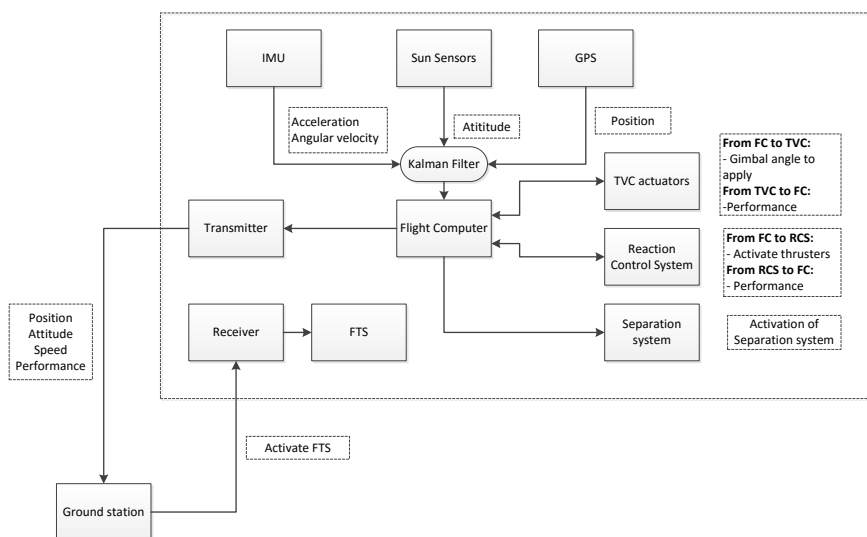 IMU
Sun Sensors
GPS
Acceleration
Angular velocity
Atititude
Position
Kalman Filter
From FC to TVC:
- Gimbal angle to
apply
From TVC to FC:
-Performance
TVC actuators
Transmitter
Flight Computer
Reaction
Control System
From FC to RCS:
- Activate thrusters
From RCS to FC:
- Performance
Position
Attitude
Speed
Performance
Receiver
FTS
Separation
system
Activation of
Separation system
Activate FTS
Ground station